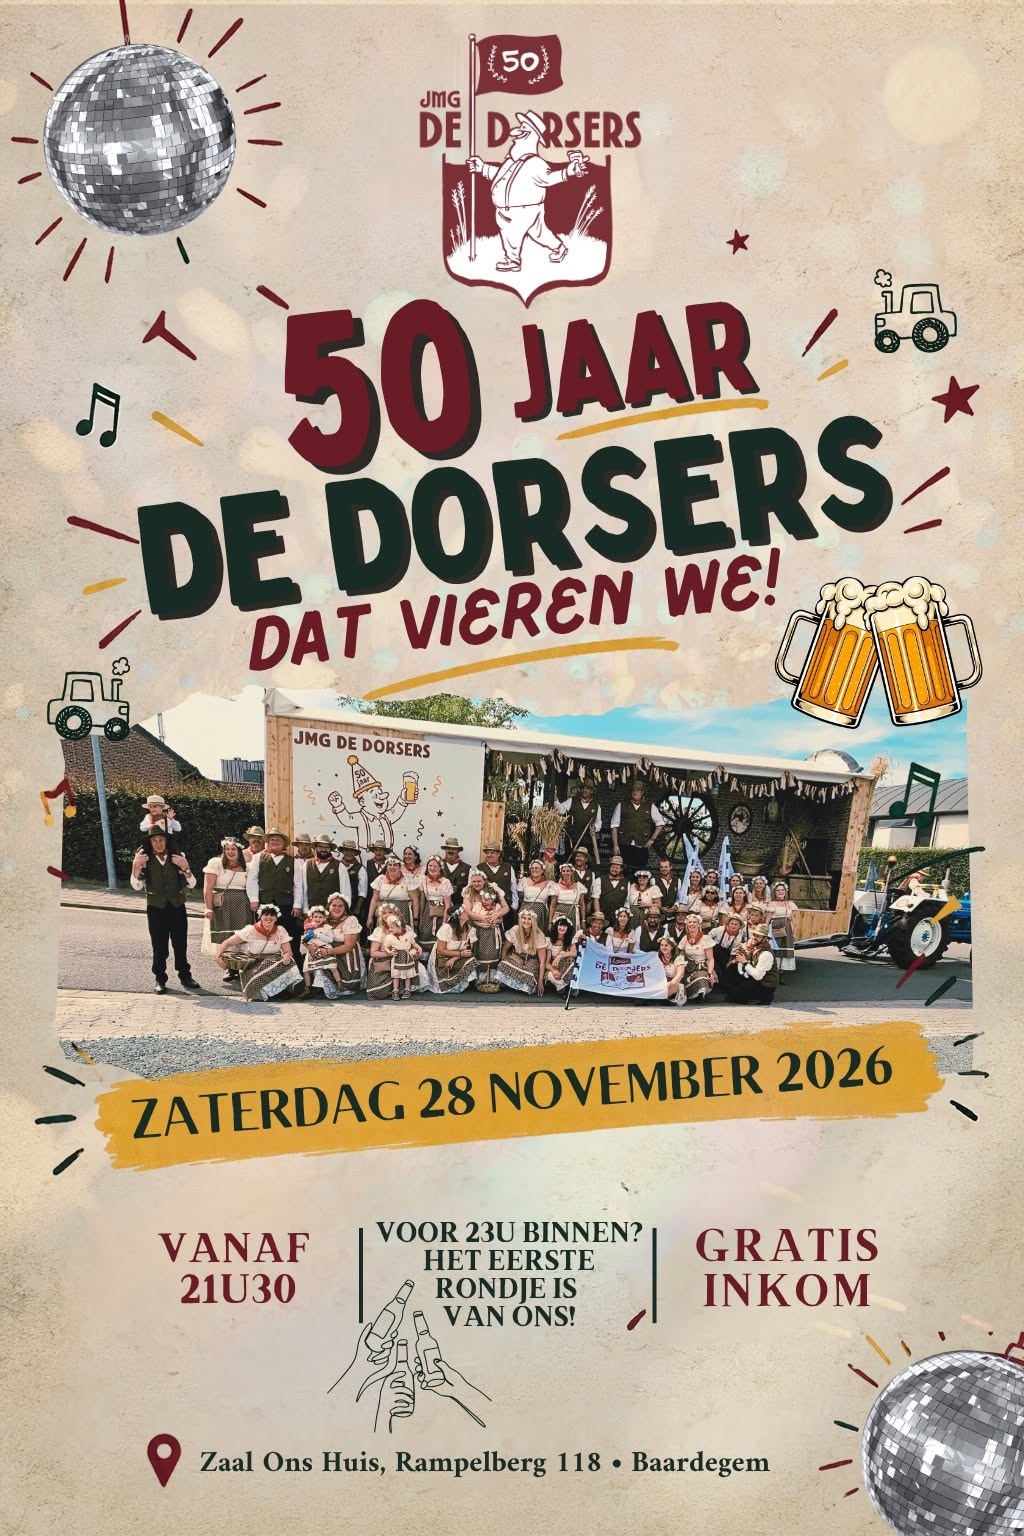 50
JMG
DE DORSERS
50 JAAR
DE DORSERS
DAT VIEREN WE!
JMG DE DORSERS
50
jaar
DE DORSERS
ZATERDAG 28 NOVEMBER 2026
VANAF
21U30
VOOR 23U BINNEN?
HET EERSTE
RONDJE IS
VAN ONS!
GRATIS
INKOM
Zaal Ons Huis, Rampelberg 118 • Baardegem